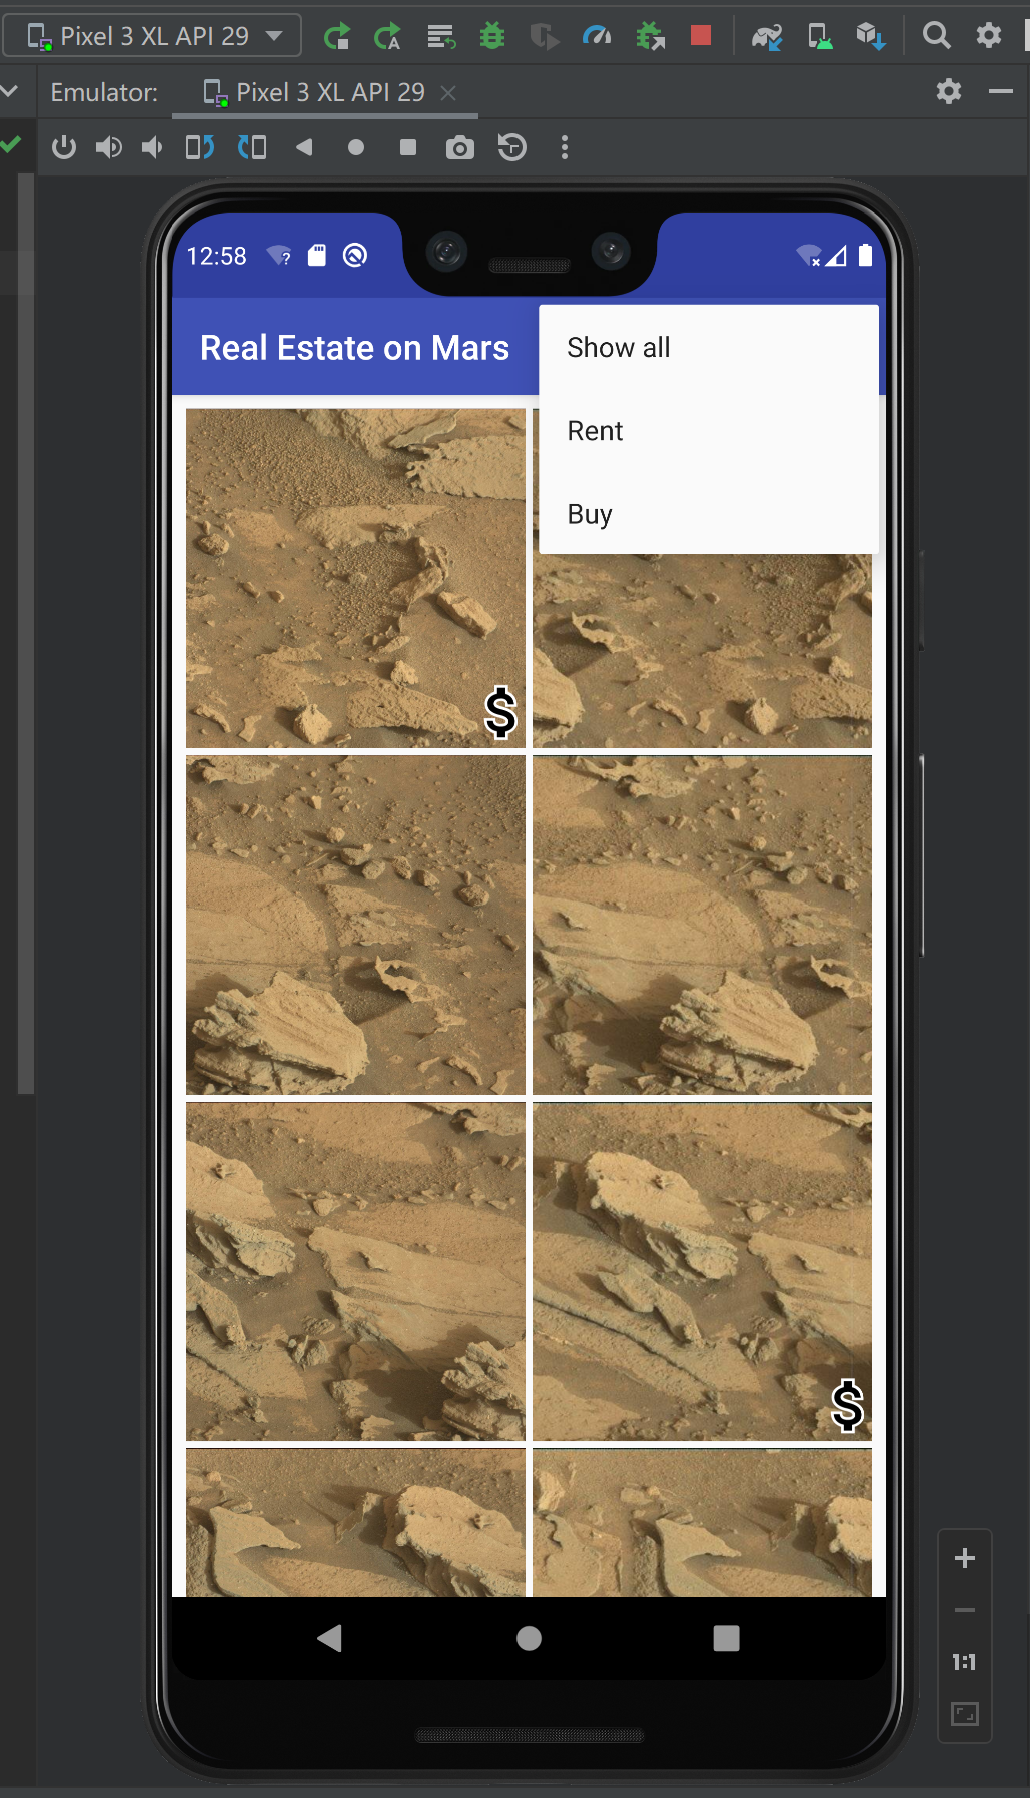 Pixel 3 XL API 29
Emulator: Pixel 3 XL API 29
12:58
Real Estate on Mars
Show all
Rent
Buy
$
$
1:1